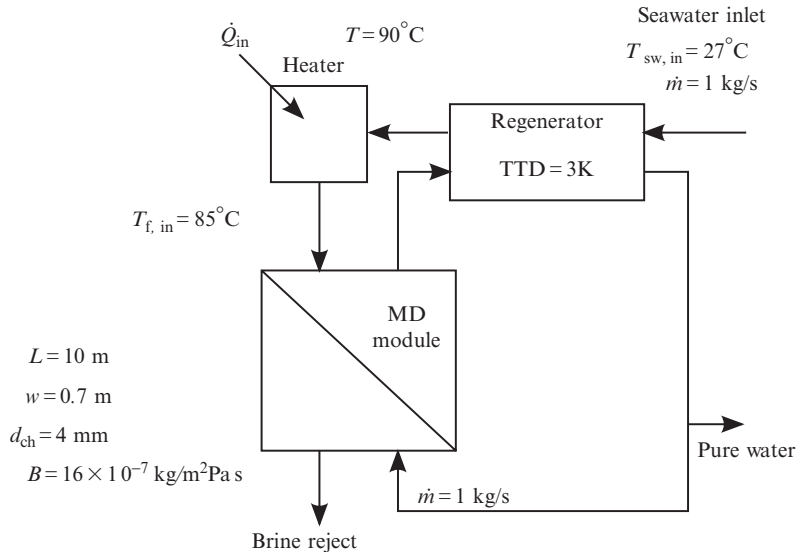 Seawater inlet
Q̇in
T = 90°C
T sw, in = 27°C
Heater
ṁ = 1 kg/s
Regenerator
TTD = 3K
Tf, in = 85°C
MD
module
L = 10 m
w = 0.7 m
dch = 4 mm
B = 16 × 10⁻⁷ kg/m²Pa s
Pure water
ṁ = 1 kg/s
Brine reject